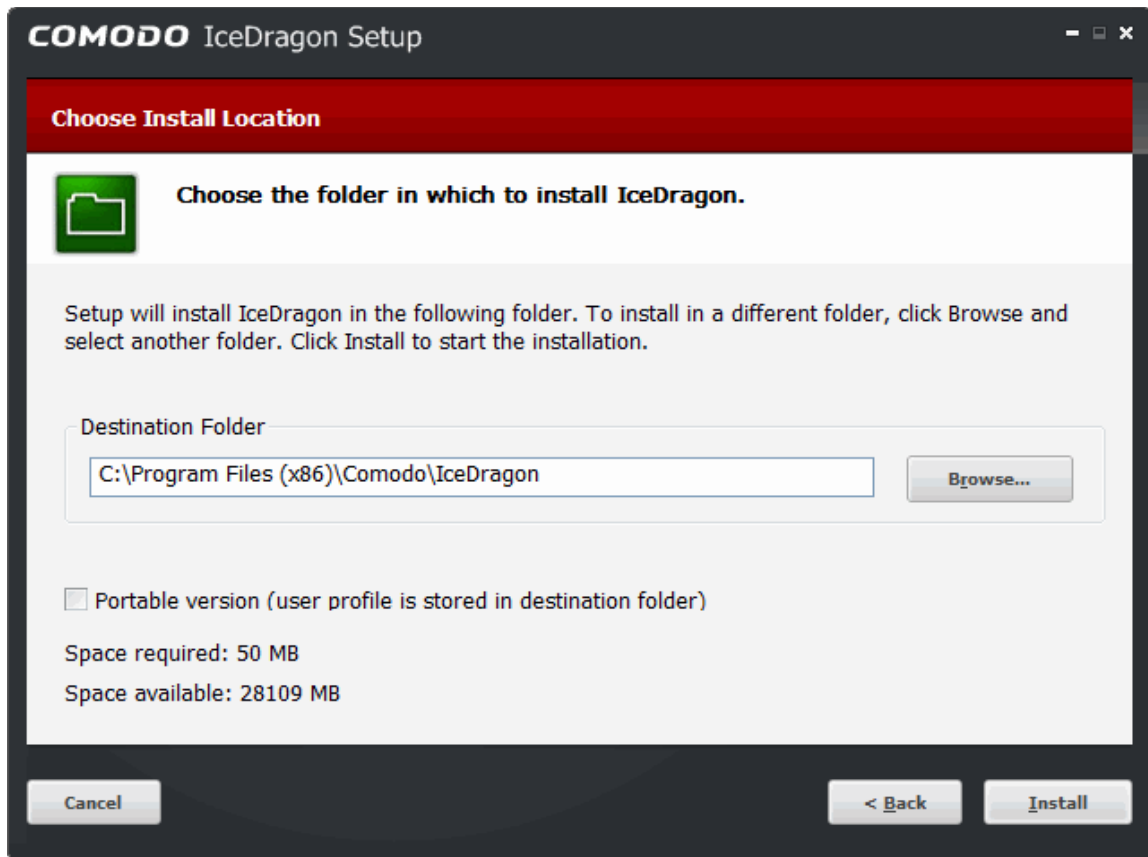 COMODO IceDragon Setup
Choose Install Location
Choose the folder in which to install IceDragon.
Setup will install IceDragon in the following folder. To install in a different folder, click Browse and
select another folder. Click Install to start the installation.
Destination Folder
C:\Program Files (x86)\Comodo\IceDragon
Browse...
Portable version (user profile is stored in destination folder)
Space required: 50 MB
Space available: 28109 MB
Cancel
< Back
Install